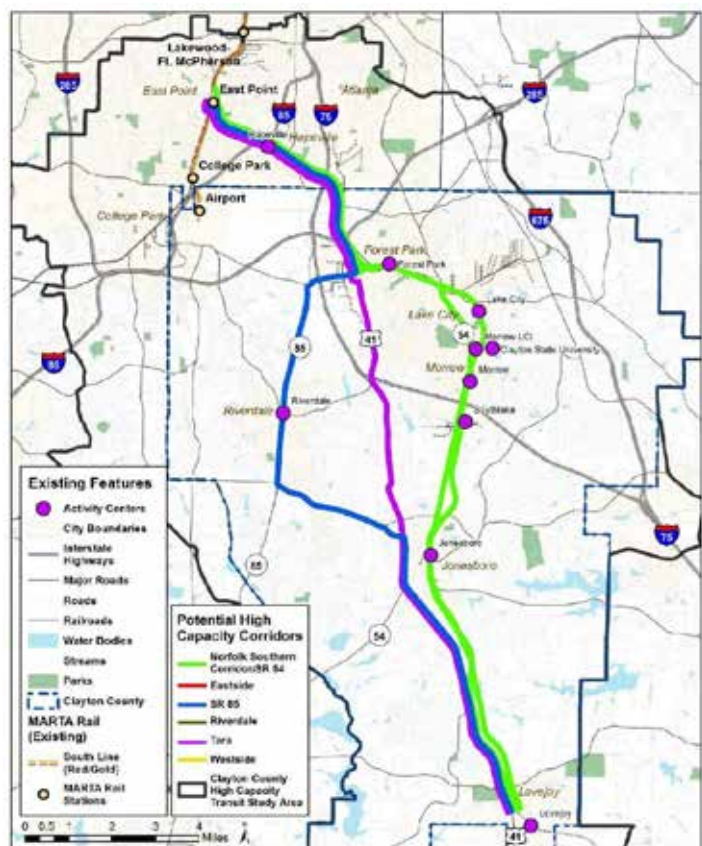 Lakewood-
Ft. McPherson
285
East Point
East Point
85
75
Atlanta
285
Hapeville
Hapeville
College Park
Airport
College Park
675
Forest Park
Forest Park
Lake City
Lake City
85
41
54
Morrow UCI
Clayton State University
85
Morrow
Morrow
Riverdale
Riverdale
Southlake
75
Jonesboro
Jonesboro
85
54
Lovejoy
Lovejoy
41
Existing Features
Activity Centers
City Boundaries
Interstate
Highways
Major Roads
Roads
Railroads
Water Bodies
Streams
Parks
Clayton County
MARTA Rail
(Existing)
South Line
(Red/Gold)
MARTA Rail
Stations
Potential High
Capacity Corridors
Norfolk Southern
Corridor/SR 54
Eastside
SR 85
Riverdale
Tara
Westside
Clayton County
High Capacity
Transit Study Area
0 0.5 1 2 3 4
Miles